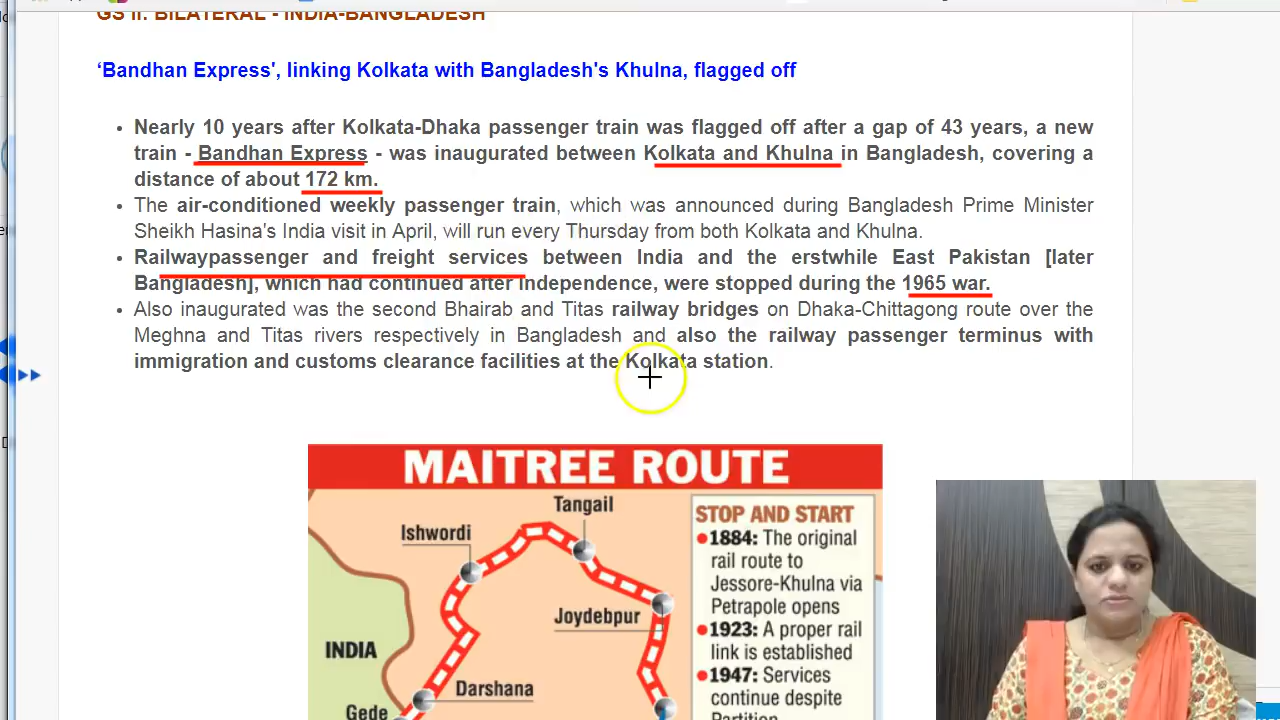 GS II: BILATERAL - INDIA-BANGLADESH
‘Bandhan Express', linking Kolkata with Bangladesh's Khulna, flagged off
• Nearly 10 years after Kolkata-Dhaka passenger train was flagged off after a gap of 43 years, a new
train - Bandhan Express - was inaugurated between Kolkata and Khulna in Bangladesh, covering a
distance of about 172 km.
• The air-conditioned weekly passenger train, which was announced during Bangladesh Prime Minister
Sheikh Hasina's India visit in April, will run every Thursday from both Kolkata and Khulna.
• Railwaypassenger and freight services between India and the erstwhile East Pakistan [later
Bangladesh], which had continued after Independence, were stopped during the 1965 war.
• Also inaugurated was the second Bhairab and Titas railway bridges on Dhaka-Chittagong route over the
Meghna and Titas rivers respectively in Bangladesh and also the railway passenger terminus with
immigration and customs clearance facilities at the Kolkata station.
MAITREE ROUTE
Tangail
Ishwordi
Joydebpur
INDIA
Darshana
Gede
STOP AND START
•1884: The original
rail route to
Jessore-Khulna via
Petrapole opens
•1923: A proper rail
link is established
•1947: Services
continue despite
Partition